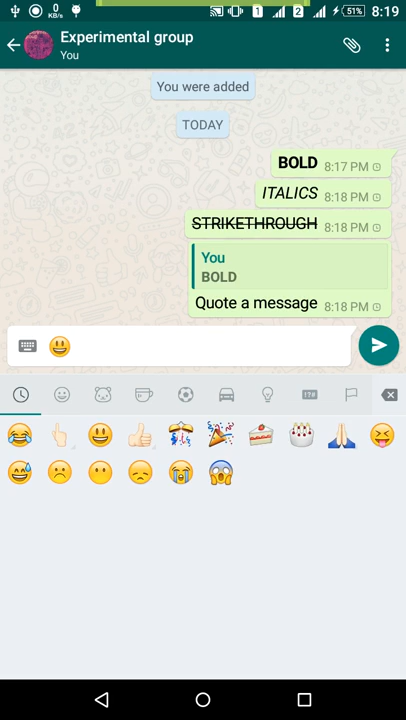 0
KB/s
1
2
51%
8:19
Experimental group
You
You were added
TODAY
BOLD 8:17 PM
ITALICS 8:18 PM
STRIKETHROUGH 8:18 PM
You
BOLD
Quote a message 8:18 PM